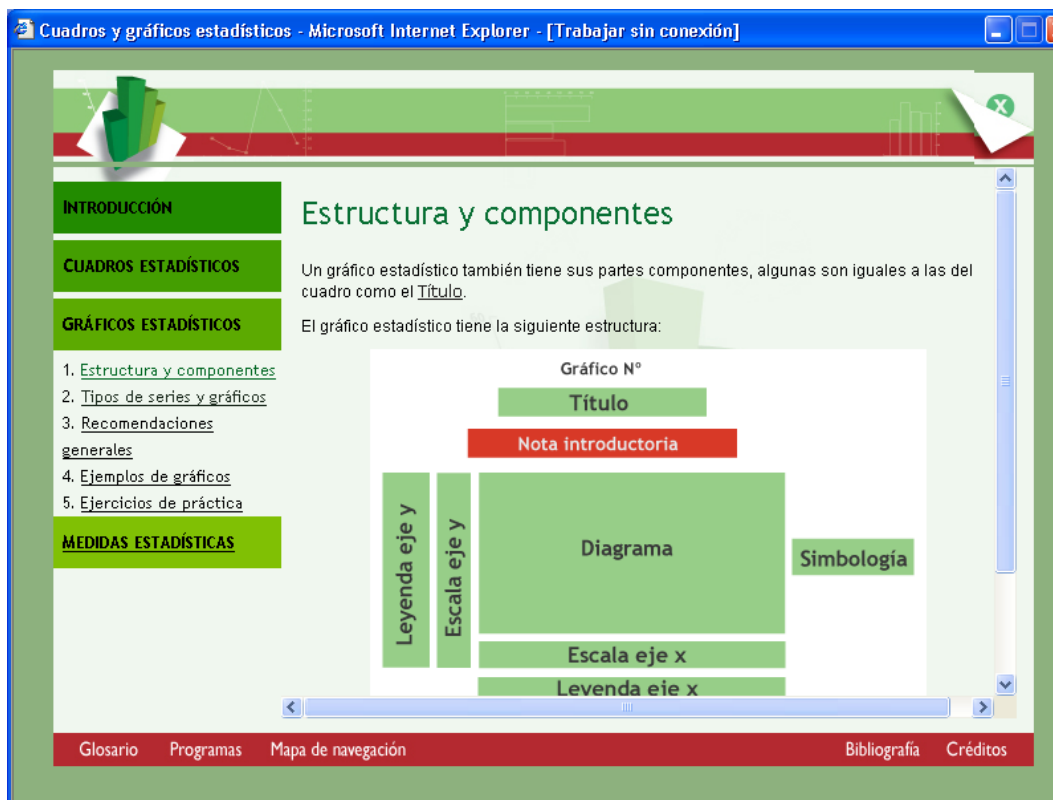 Cuadros y gráficos estadísticos - Microsoft Internet Explorer - [Trabajar sin conexión]
X
INTRODUCCIÓN
CUADROS ESTADÍSTICOS
GRÁFICOS ESTADÍSTICOS
1. Estructura y componentes
2. Tipos de series y gráficos
3. Recomendaciones
generales
4. Ejemplos de gráficos
5. Ejercicios de práctica
MEDIDAS ESTADÍSTICAS
Estructura y componentes
Un gráfico estadístico también tiene sus partes componentes, algunas son iguales a las del
cuadro como el Título.
El gráfico estadístico tiene la siguiente estructura:
Gráfico Nº
Título
Nota introductoria
Leyenda eje y
Escala eje y
Diagrama
Simbología
Escala eje x
Leyenda eje x
Glosario Programas Mapa de navegación Bibliografía Créditos